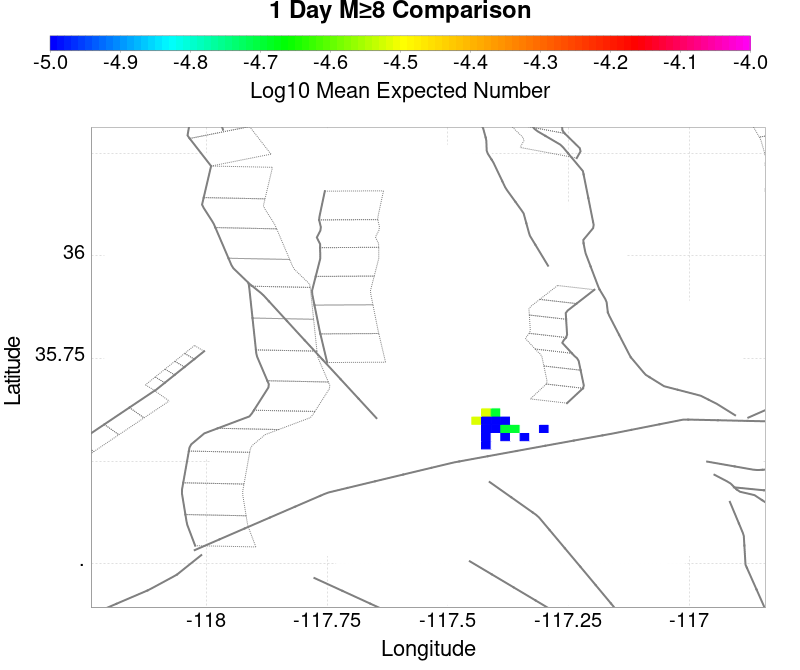 1 Day M≥8 Comparison
-5.0 -4.9 -4.8 -4.7 -4.6 -4.5 -4.4 -4.3 -4.2 -4.1 -4.0
Log10 Mean Expected Number
36
35.75
.
Latitude
-118 -117.75 -117.5 -117.25 -117
Longitude